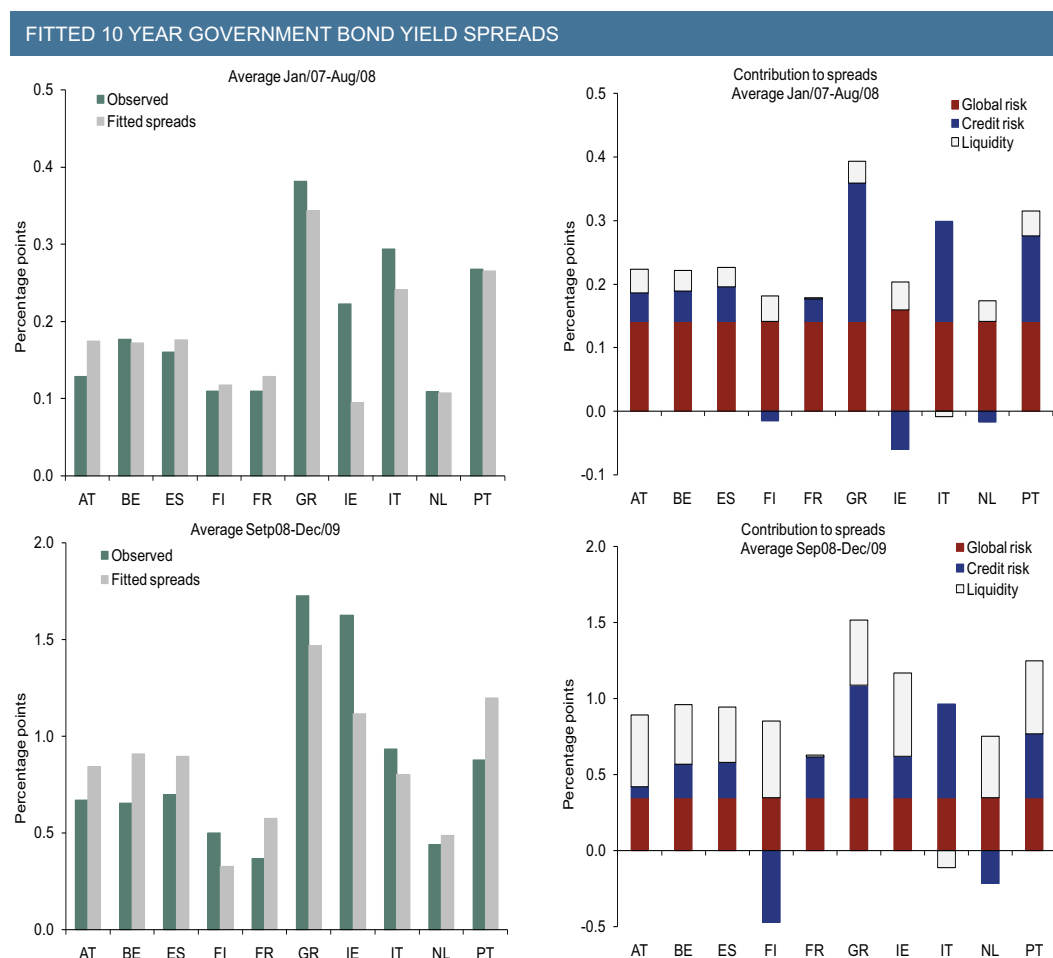 FITTED 10 YEAR GOVERNMENT BOND YIELD SPREADS
Average Jan/07-Aug/08
Observed
Fitted spreads
Percentage points
0.5
0.4
0.3
0.2
0.1
0.0
AT BE ES FI FR GR IE IT NL PT
Contribution to spreads
Average Jan/07-Aug/08
Global risk
Credit risk
Liquidity
Percentage points
0.5
0.4
0.3
0.2
0.1
0.0
-0.1
AT BE ES FI FR GR IE IT NL PT
Average Setp08-Dec/09
Observed
Fitted spreads
Percentage points
2.0
1.5
1.0
0.5
0.0
AT BE ES FI FR GR IE IT NL PT
Contribution to spreads
Average Sep08-Dec/09
Global risk
Credit risk
Liquidity
Percentage points
2.0
1.5
1.0
0.5
0.0
-0.5
AT BE ES FI FR GR IE IT NL PT